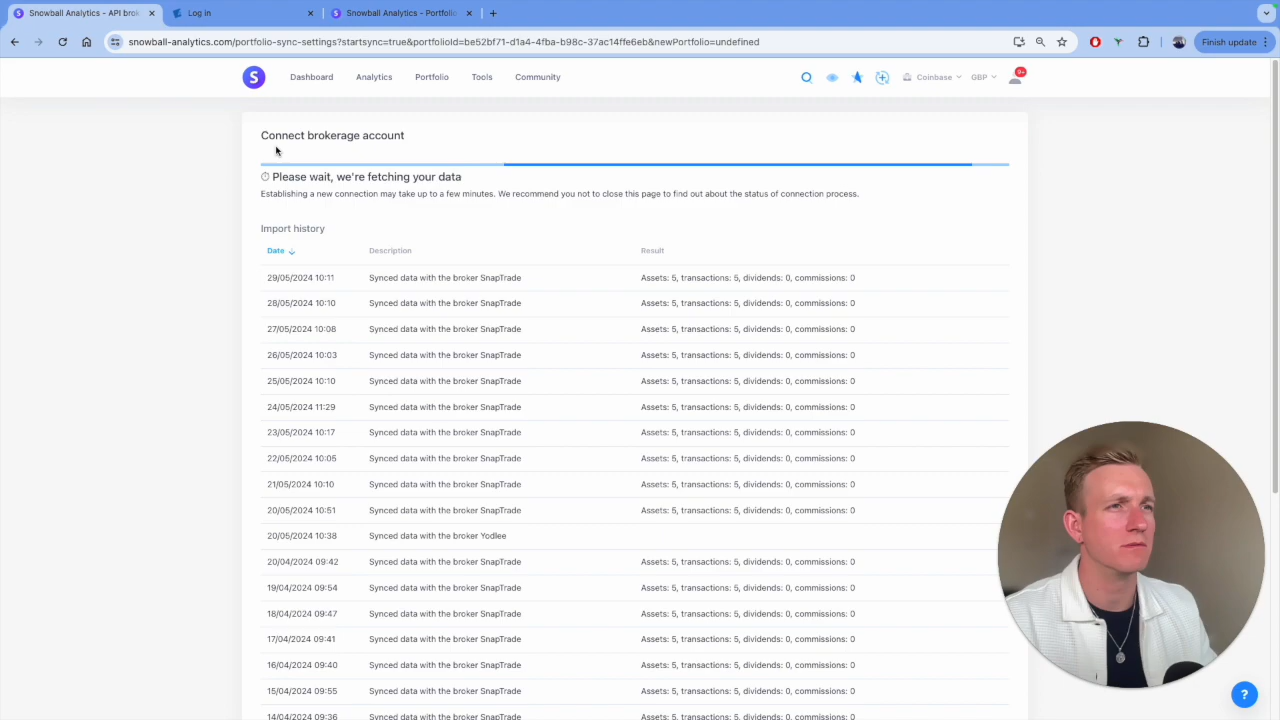 Snowball Analytics - API brok
Log in
Snowball Analytics - Portfolio
snowball-analytics.com/portfolio-sync-settings?startsync=true&portfolioId=be52bf71-d1a4-4fba-b98c-37ac14ffe6eb&newPortfolio=undefined
Finish update
S
Dashboard
Analytics
Portfolio
Tools
Community
Coinbase
GBP
9+
Connect brokerage account
Please wait, we're fetching your data
Establishing a new connection may take up to a few minutes. We recommend you not to close this page to find out about the status of connection process.
Import history
Date Description Result
29/05/2024 10:11 Synced data with the broker SnapTrade Assets: 5, transactions: 5, dividends: 0, commissions: 0
28/05/2024 10:10 Synced data with the broker SnapTrade Assets: 5, transactions: 5, dividends: 0, commissions: 0
27/05/2024 10:08 Synced data with the broker SnapTrade Assets: 5, transactions: 5, dividends: 0, commissions: 0
26/05/2024 10:03 Synced data with the broker SnapTrade Assets: 5, transactions: 5, dividends: 0, commissions: 0
25/05/2024 10:10 Synced data with the broker SnapTrade Assets: 5, transactions: 5, dividends: 0, commissions: 0
24/05/2024 11:29 Synced data with the broker SnapTrade Assets: 5, transactions: 5, dividends: 0, commissions: 0
23/05/2024 10:17 Synced data with the broker SnapTrade Assets: 5, transactions: 5, dividends: 0, commissions: 0
22/05/2024 10:05 Synced data with the broker SnapTrade Assets: 5, transactions: 5, dividends: 0, commissions: 0
21/05/2024 10:10 Synced data with the broker SnapTrade Assets: 5, transactions: 5, dividends: 0, commissions: 0
20/05/2024 10:51 Synced data with the broker SnapTrade Assets: 5, transactions: 5, dividends: 0, commissions: 0
20/05/2024 10:38 Synced data with the broker Yodlee
20/04/2024 09:42 Synced data with the broker SnapTrade Assets: 5, transactions: 5, dividends: 0, commissions: 0
19/04/2024 09:54 Synced data with the broker SnapTrade Assets: 5, transactions: 5, dividends: 0, commissions: 0
18/04/2024 09:47 Synced data with the broker SnapTrade Assets: 5, transactions: 5, dividends: 0, commissions: 0
17/04/2024 09:41 Synced data with the broker SnapTrade Assets: 5, transactions: 5, dividends: 0, commissions: 0
16/04/2024 09:40 Synced data with the broker SnapTrade Assets: 5, transactions: 5, dividends: 0, commissions: 0
15/04/2024 09:55 Synced data with the broker SnapTrade Assets: 5, transactions: 5, dividends: 0, commissions: 0
14/04/2024 09:36 Synced data with the broker SnapTrade Assets: 5, transactions: 5, dividends: 0, commissions: 0
?